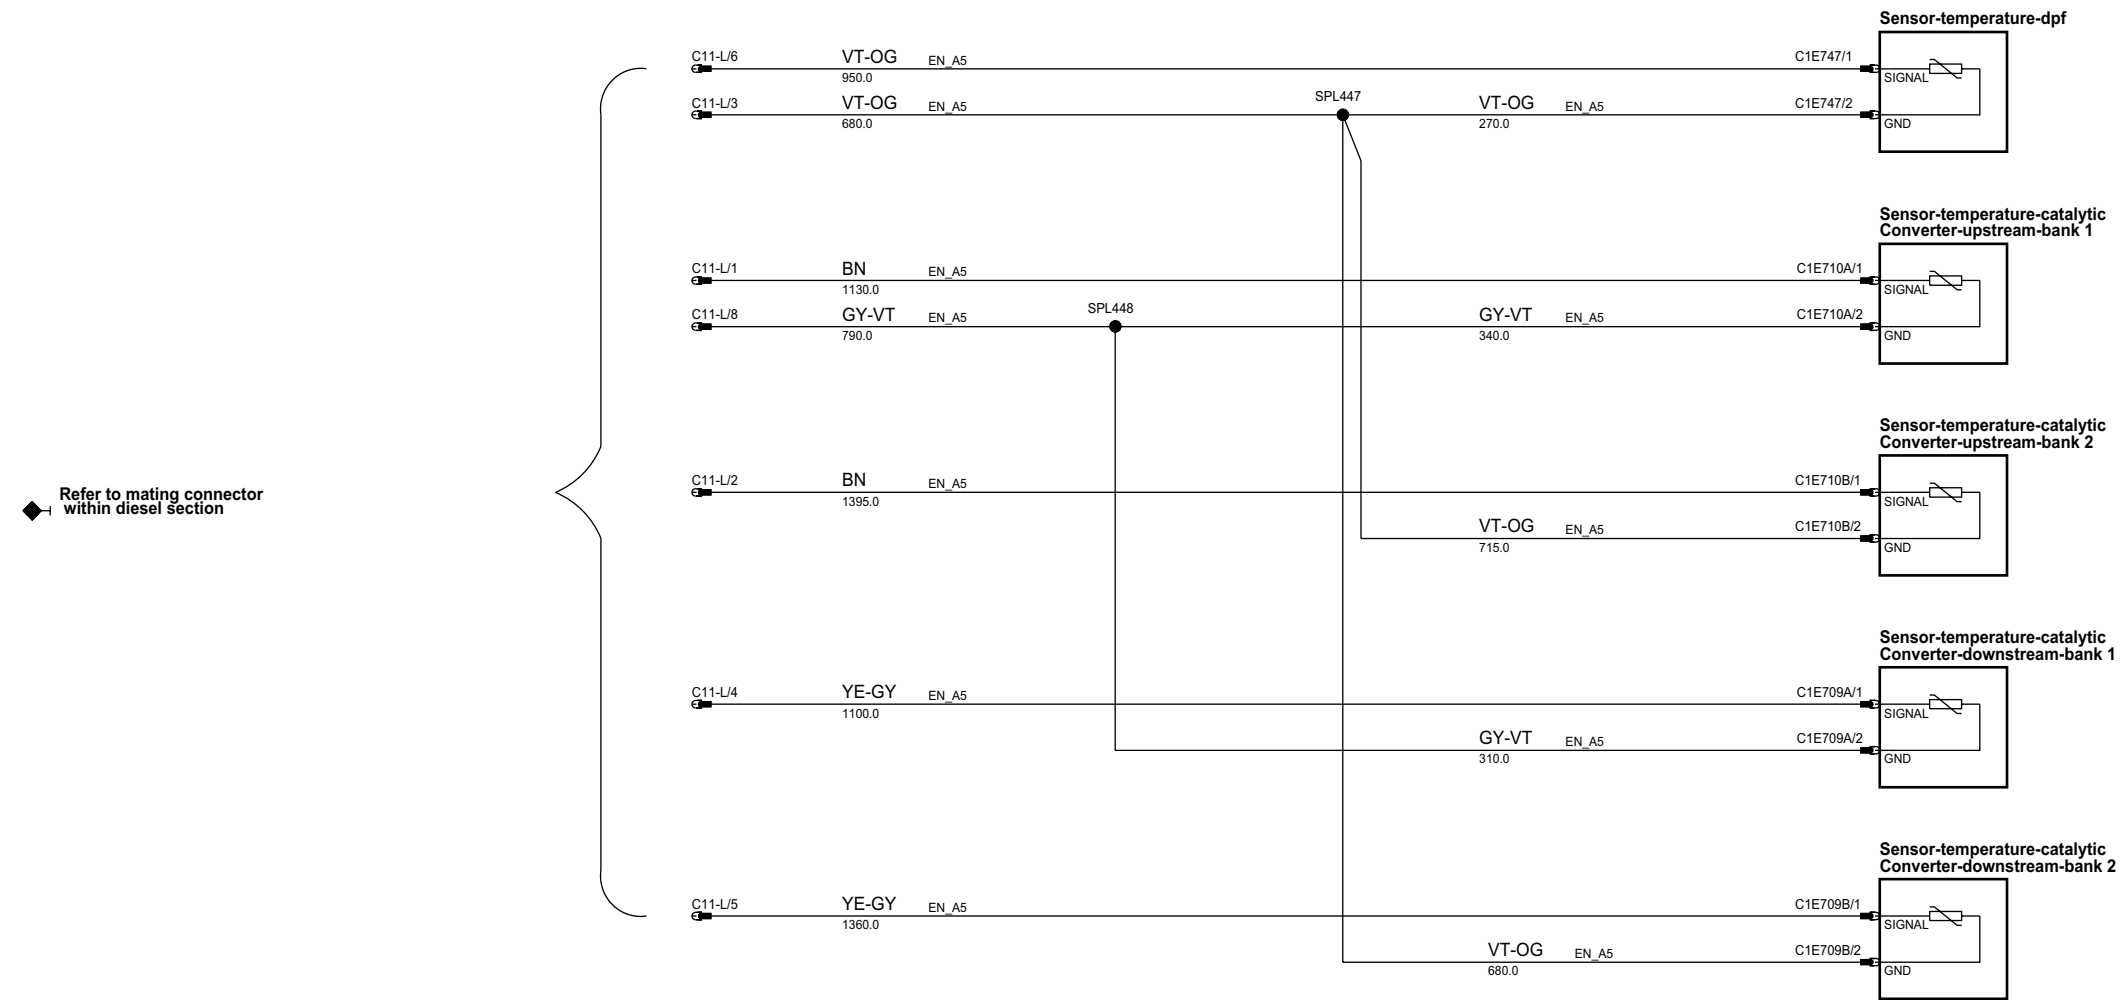 Sensor-temperature-dpf
C11-L/6 VT-OG EN_A5 C1E747/1
950.0 SIGNAL
C11-L/3 VT-OG EN_A5 SPL447 VT-OG EN_A5 C1E747/2
680.0 270.0 GND
Sensor-temperature-catalytic
Converter-upstream-bank 1
C11-L/1 BN EN_A5 C1E710A/1
1130.0 SIGNAL
C11-L/8 GY-VT EN_A5 SPL448 GY-VT EN_A5 C1E710A/2
790.0 340.0 GND
Sensor-temperature-catalytic
Converter-upstream-bank 2
C11-L/2 BN EN_A5 C1E710B/1
1395.0 SIGNAL
Refer to mating connector
within diesel section
VT-OG EN_A5 C1E710B/2
715.0 GND
Sensor-temperature-catalytic
Converter-downstream-bank 1
C11-L/4 YE-GY EN_A5 C1E709A/1
1100.0 SIGNAL
GY-VT EN_A5 C1E709A/2
310.0 GND
Sensor-temperature-catalytic
Converter-downstream-bank 2
C11-L/5 YE-GY EN_A5 C1E709B/1
1360.0 SIGNAL
VT-OG EN_A5 C1E709B/2
680.0 GND